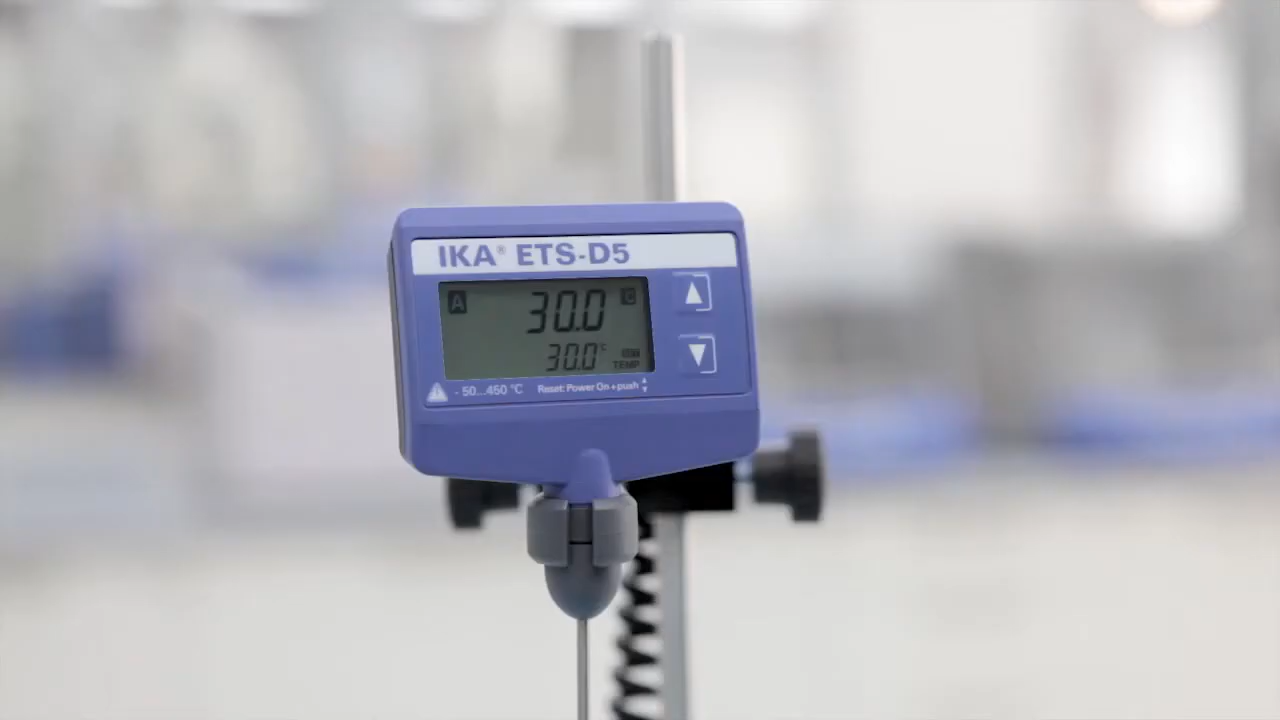 IKA® ETS-D5
A 30.0 °C
30.0 °C
TEMP
- 50...450 °C Reset: Power On + push